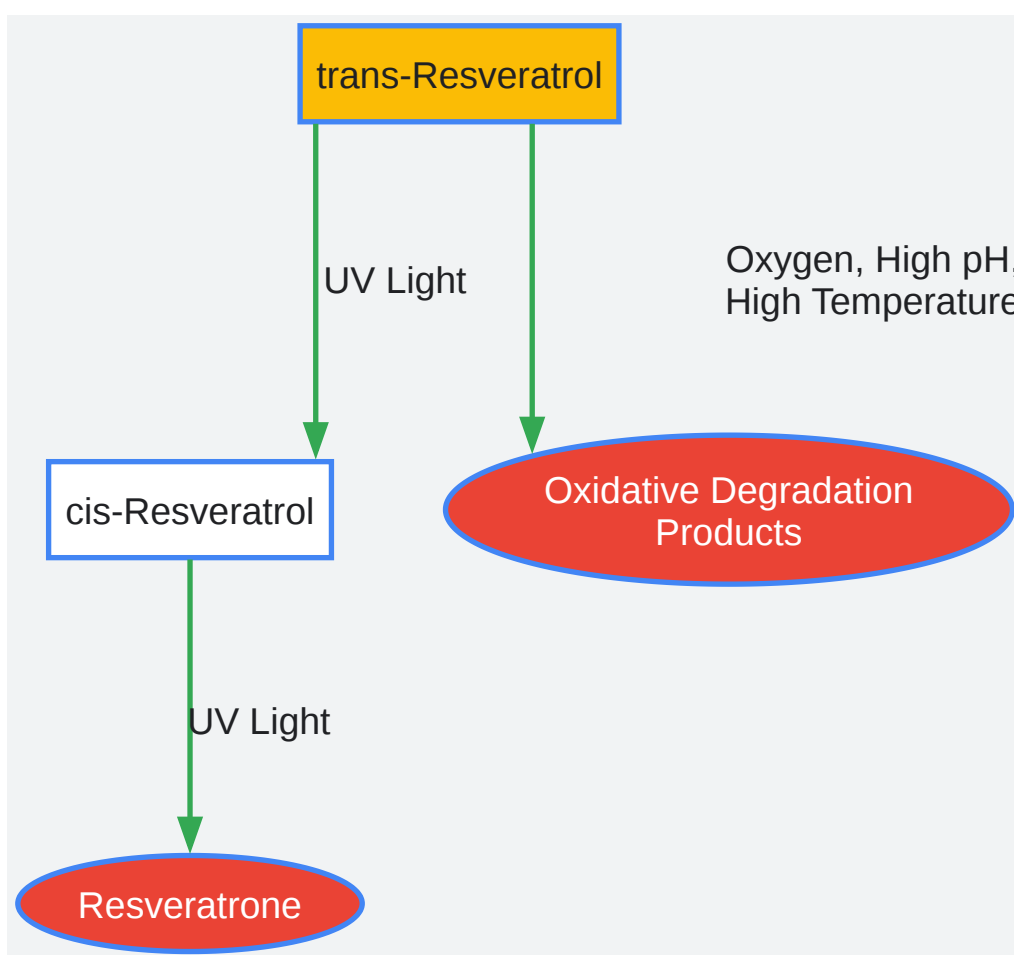 trans-Resveratrol
UV Light
Oxygen, High pH,
High Temperature
cis-Resveratrol
Oxidative Degradation
Products
UV Light
Resveratrone